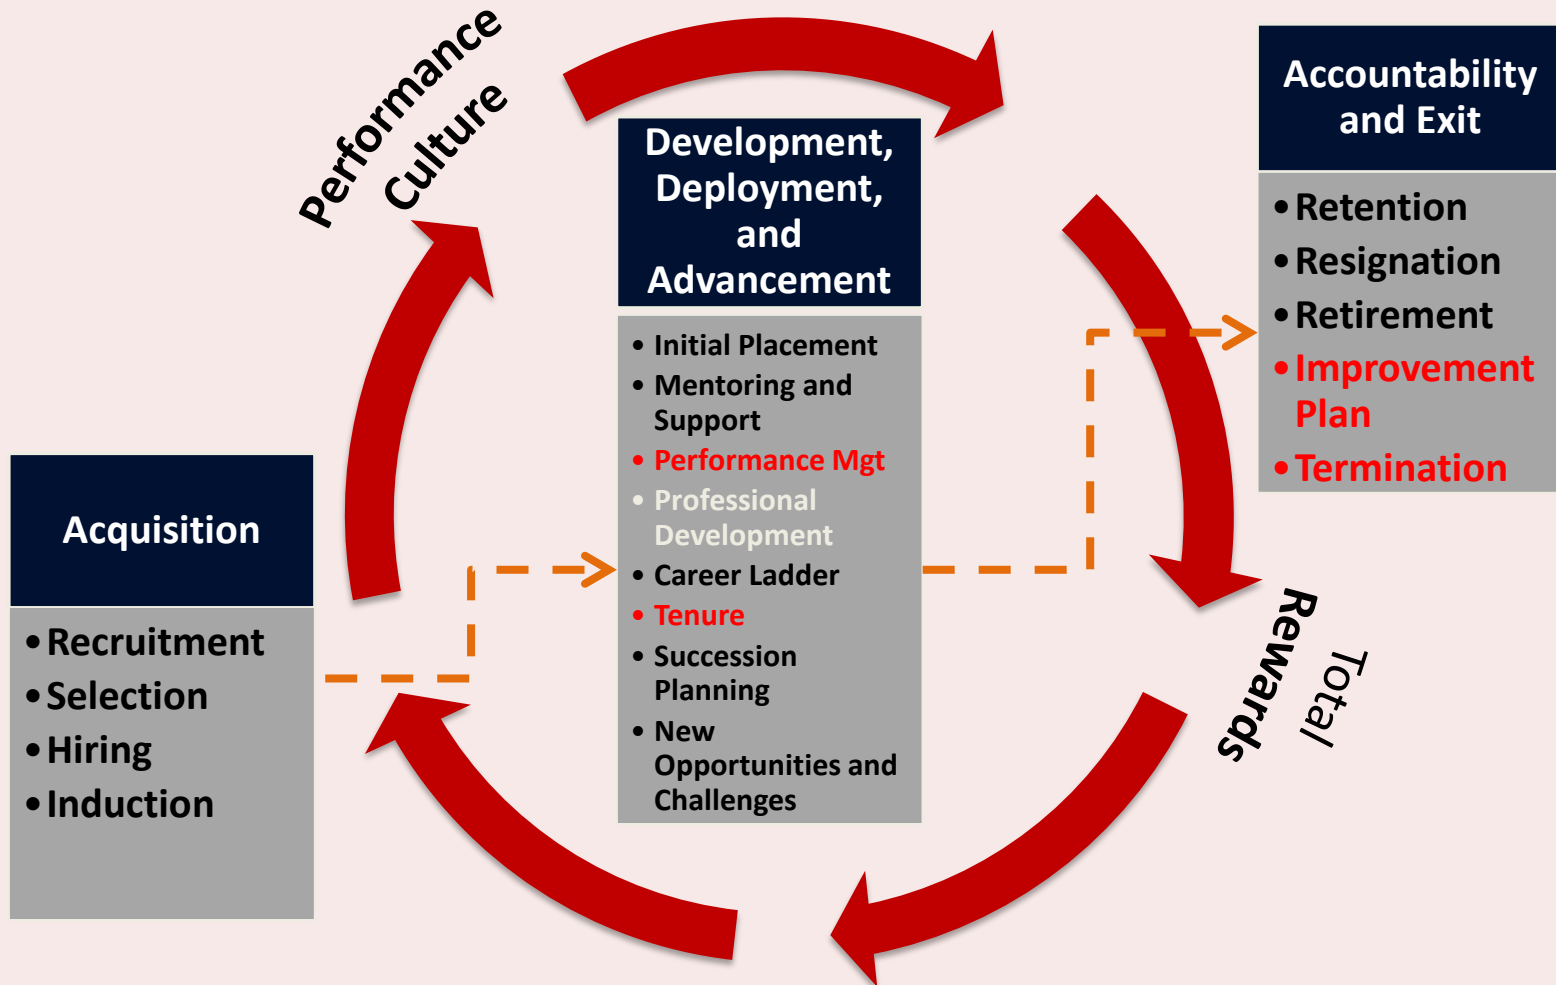 Performance
Culture
Acquisition
•Recruitment
•Selection
•Hiring
•Induction
Development,
Deployment,
and
Advancement
• Initial Placement
• Mentoring and
Support
• Performance Mgt
• Professional
Development
• Career Ladder
• Tenure
• Succession
Planning
• New
Opportunities and
Challenges
Accountability
and Exit
•Retention
•Resignation
•Retirement
•Improvement
Plan
•Termination
Total
Rewards